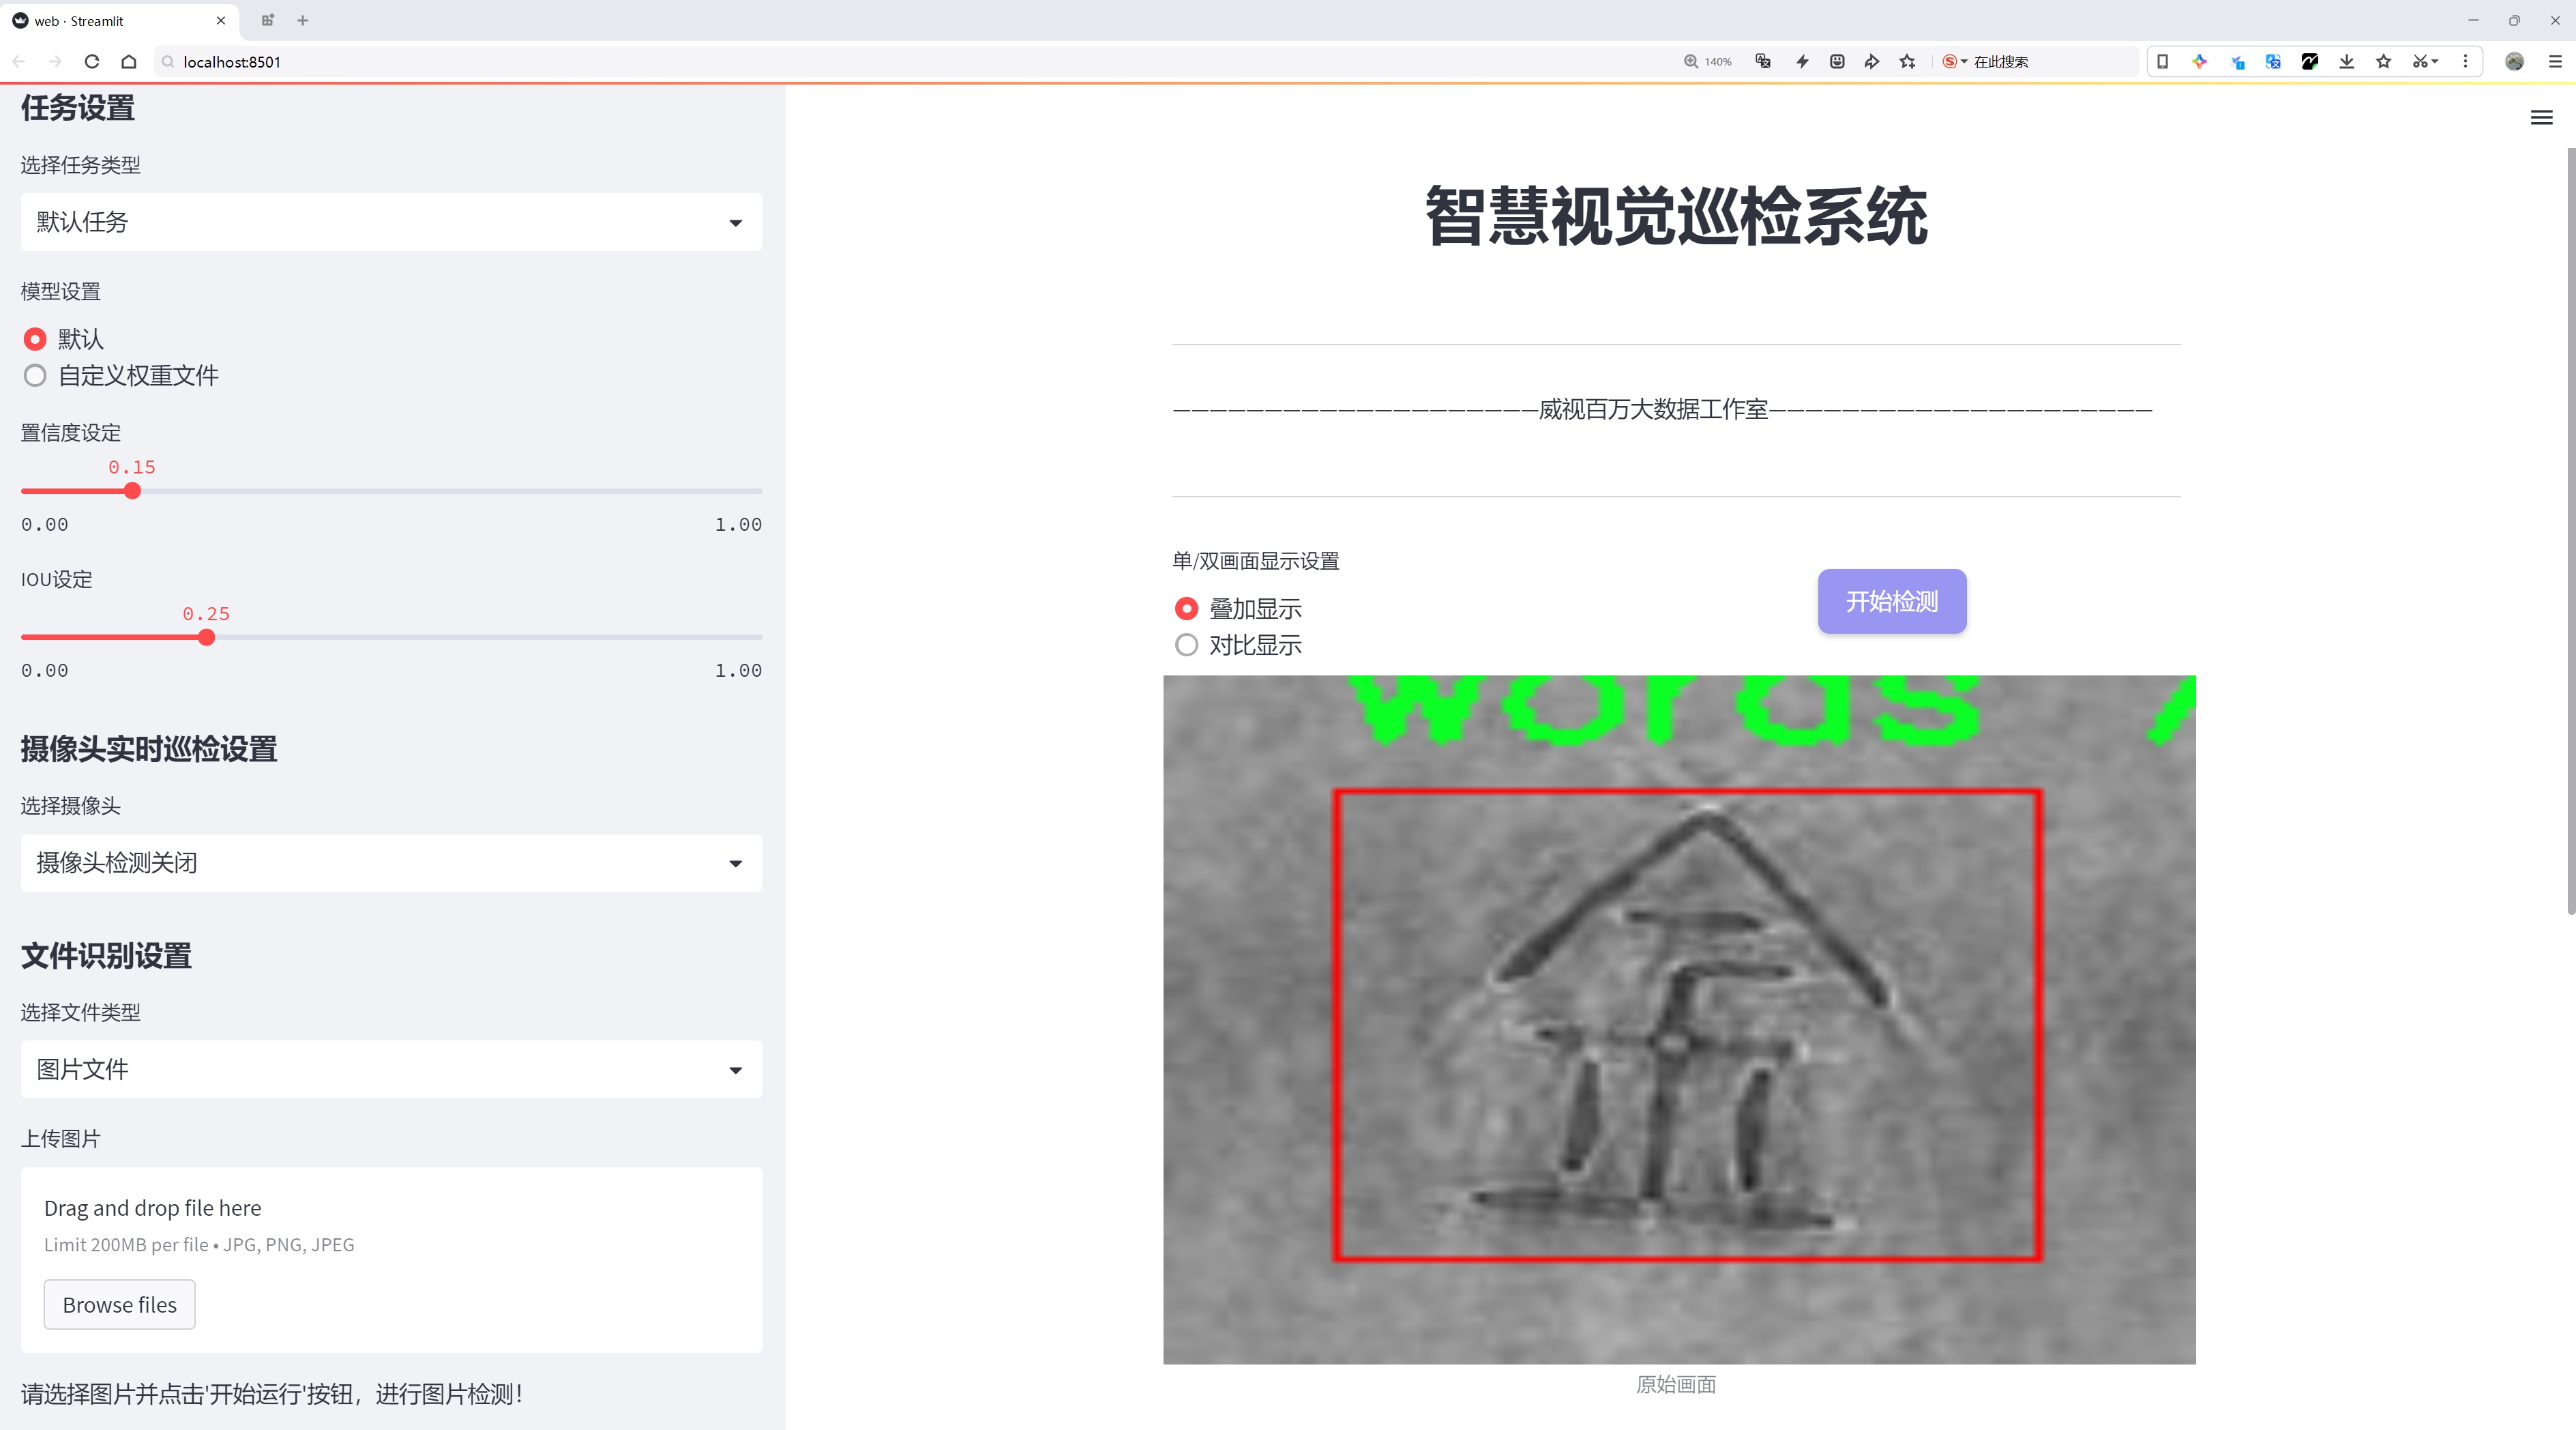 web · Streamlit
localhost:8501
140%
在此搜索
任务设置
选择任务类型
默认任务
模型设置
默认
自定义权重文件
置信度设定
0.15
0.00 1.00
IOU设定
0.25
0.00 1.00
摄像头实时巡检设置
选择摄像头
摄像头检测关闭
文件识别设置
选择文件类型
图片文件
上传图片
Drag and drop file here
Limit 200MB per file • JPG, PNG, JPEG
Browse files
请选择图片并点击'开始运行'按钮，进行图片检测！
智慧视觉巡检系统
————————————————————威视百万大数据工作室—————————————————————
单/双画面显示设置
叠加显示
对比显示
开始检测
words
原始画面